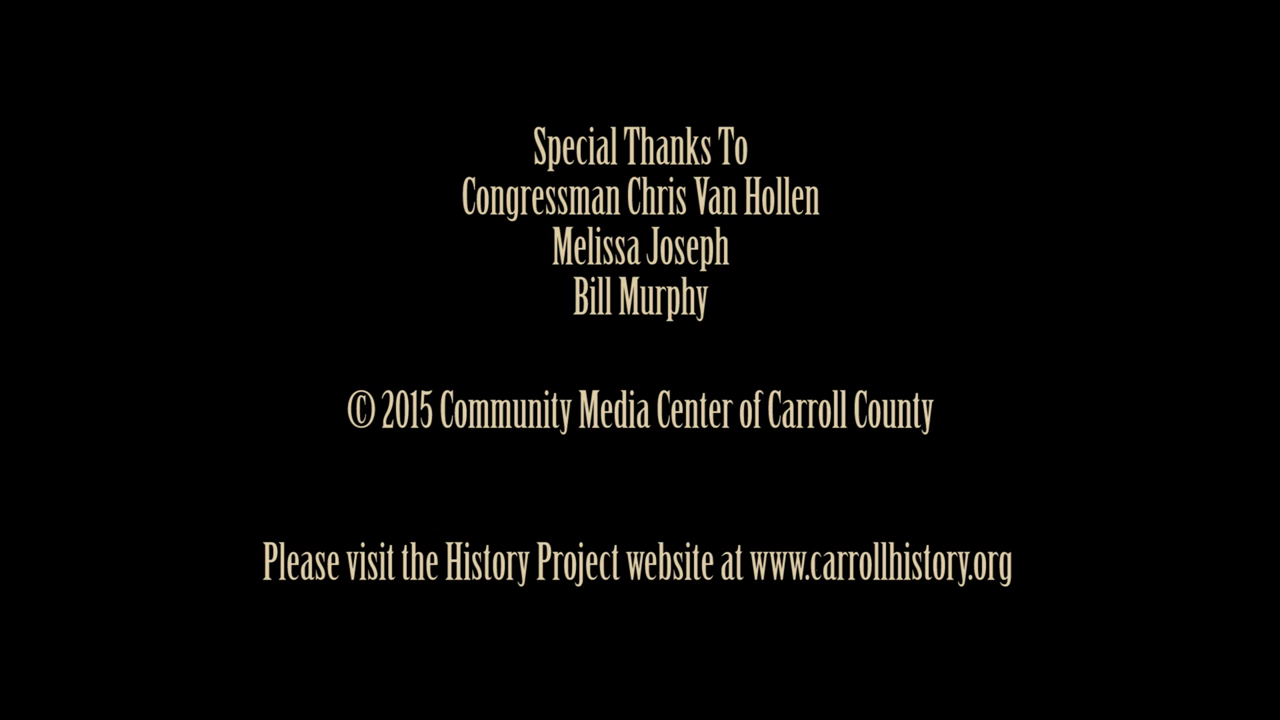 Special Thanks To
Congressman Chris Van Hollen
Melissa Joseph
Bill Murphy
© 2015 Community Media Center of Carroll County
Please visit the History Project website at www.carrollhistory.org